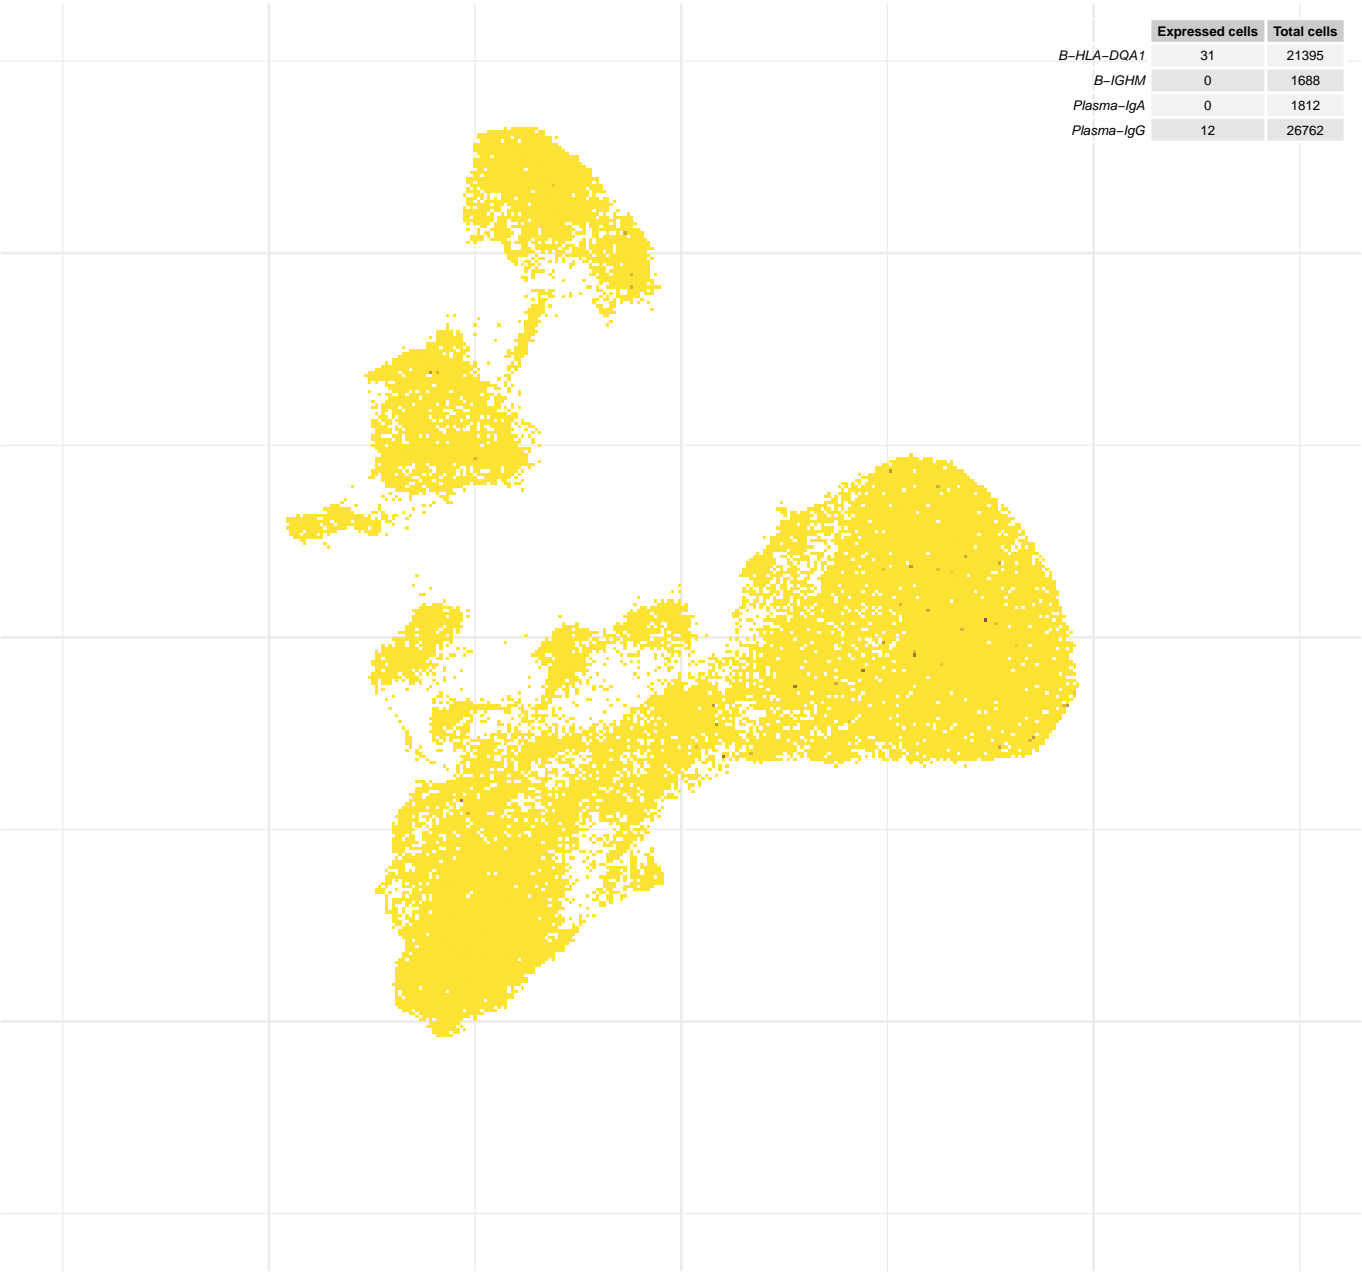 Expressed cells Total cells
B−HLA−DQA1 31 21395
B−IGHM 0 1688
Plasma−IgA 0 1812
Plasma−IgG 12 26762